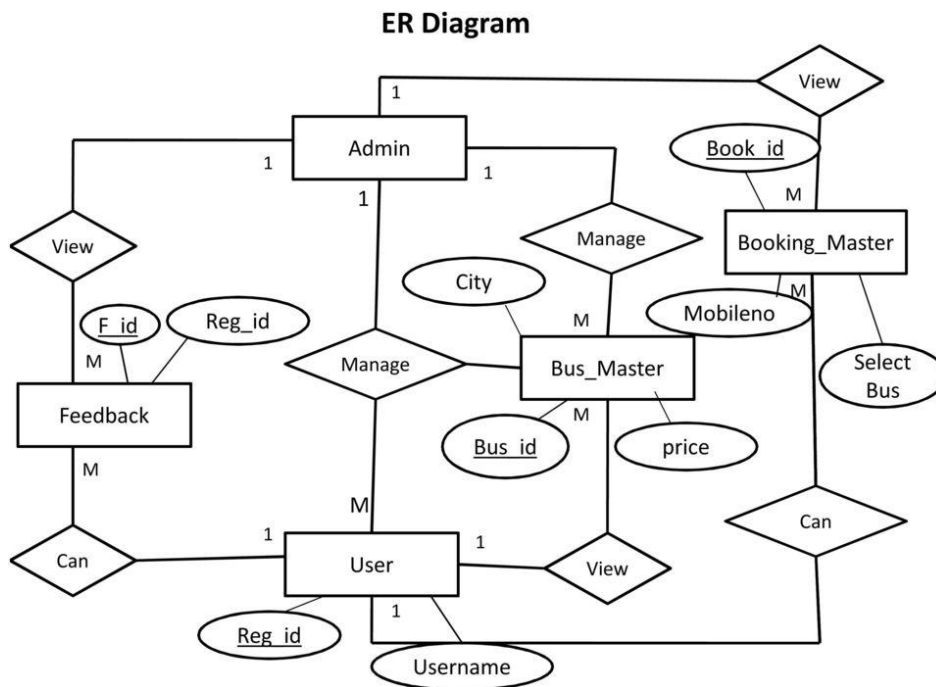 ER Diagram
View
1
Admin
Book_id
1
1
1
M
View
Manage
Booking_Master
City
M
F_id
Reg_id
Mobileno
M
M
Manage
Bus_Master
Select
Bus
Feedback
M
Bus_id
price
M
M
Can
1
1
Can
User
View
1
Reg_id
Username